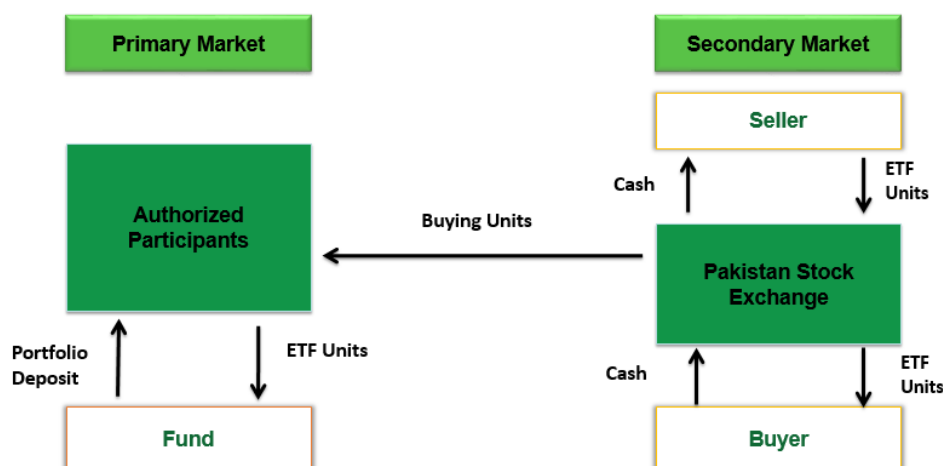 Primary Market
Secondary Market
Seller
Cash
ETF
Units
Authorized
Participants
Buying Units
Pakistan Stock
Exchange
Portfolio
Deposit
ETF Units
Cash
ETF
Units
Fund
Buyer